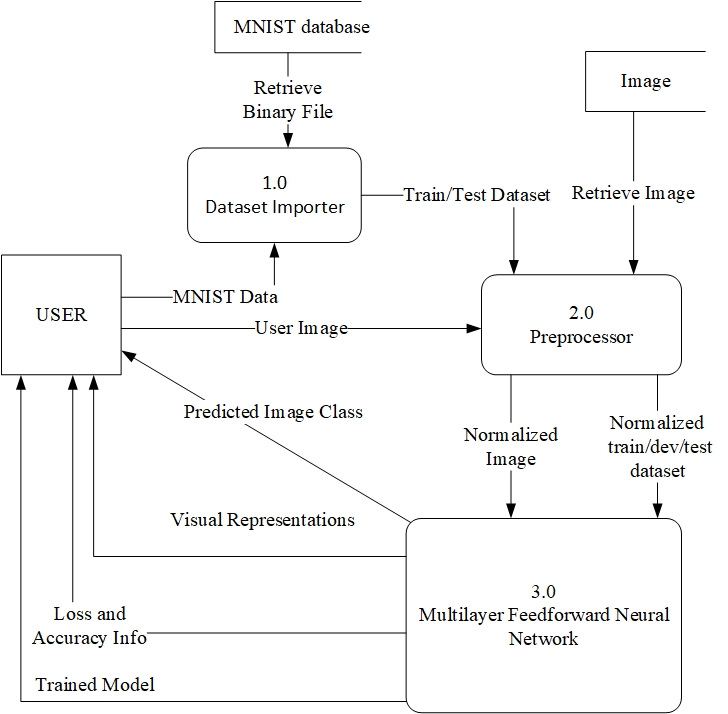 MNIST database
Retrieve
Binary File
Image
1.0
Dataset Importer
Train/Test Dataset
Retrieve Image
USER
MNIST Data
User Image
2.0
Preprocessor
Predicted Image Class
Normalized
Image
Normalized
train/dev/test
dataset
Visual Representations
3.0
Multilayer Feedforward Neural
Network
Loss and
Accuracy Info
Trained Model